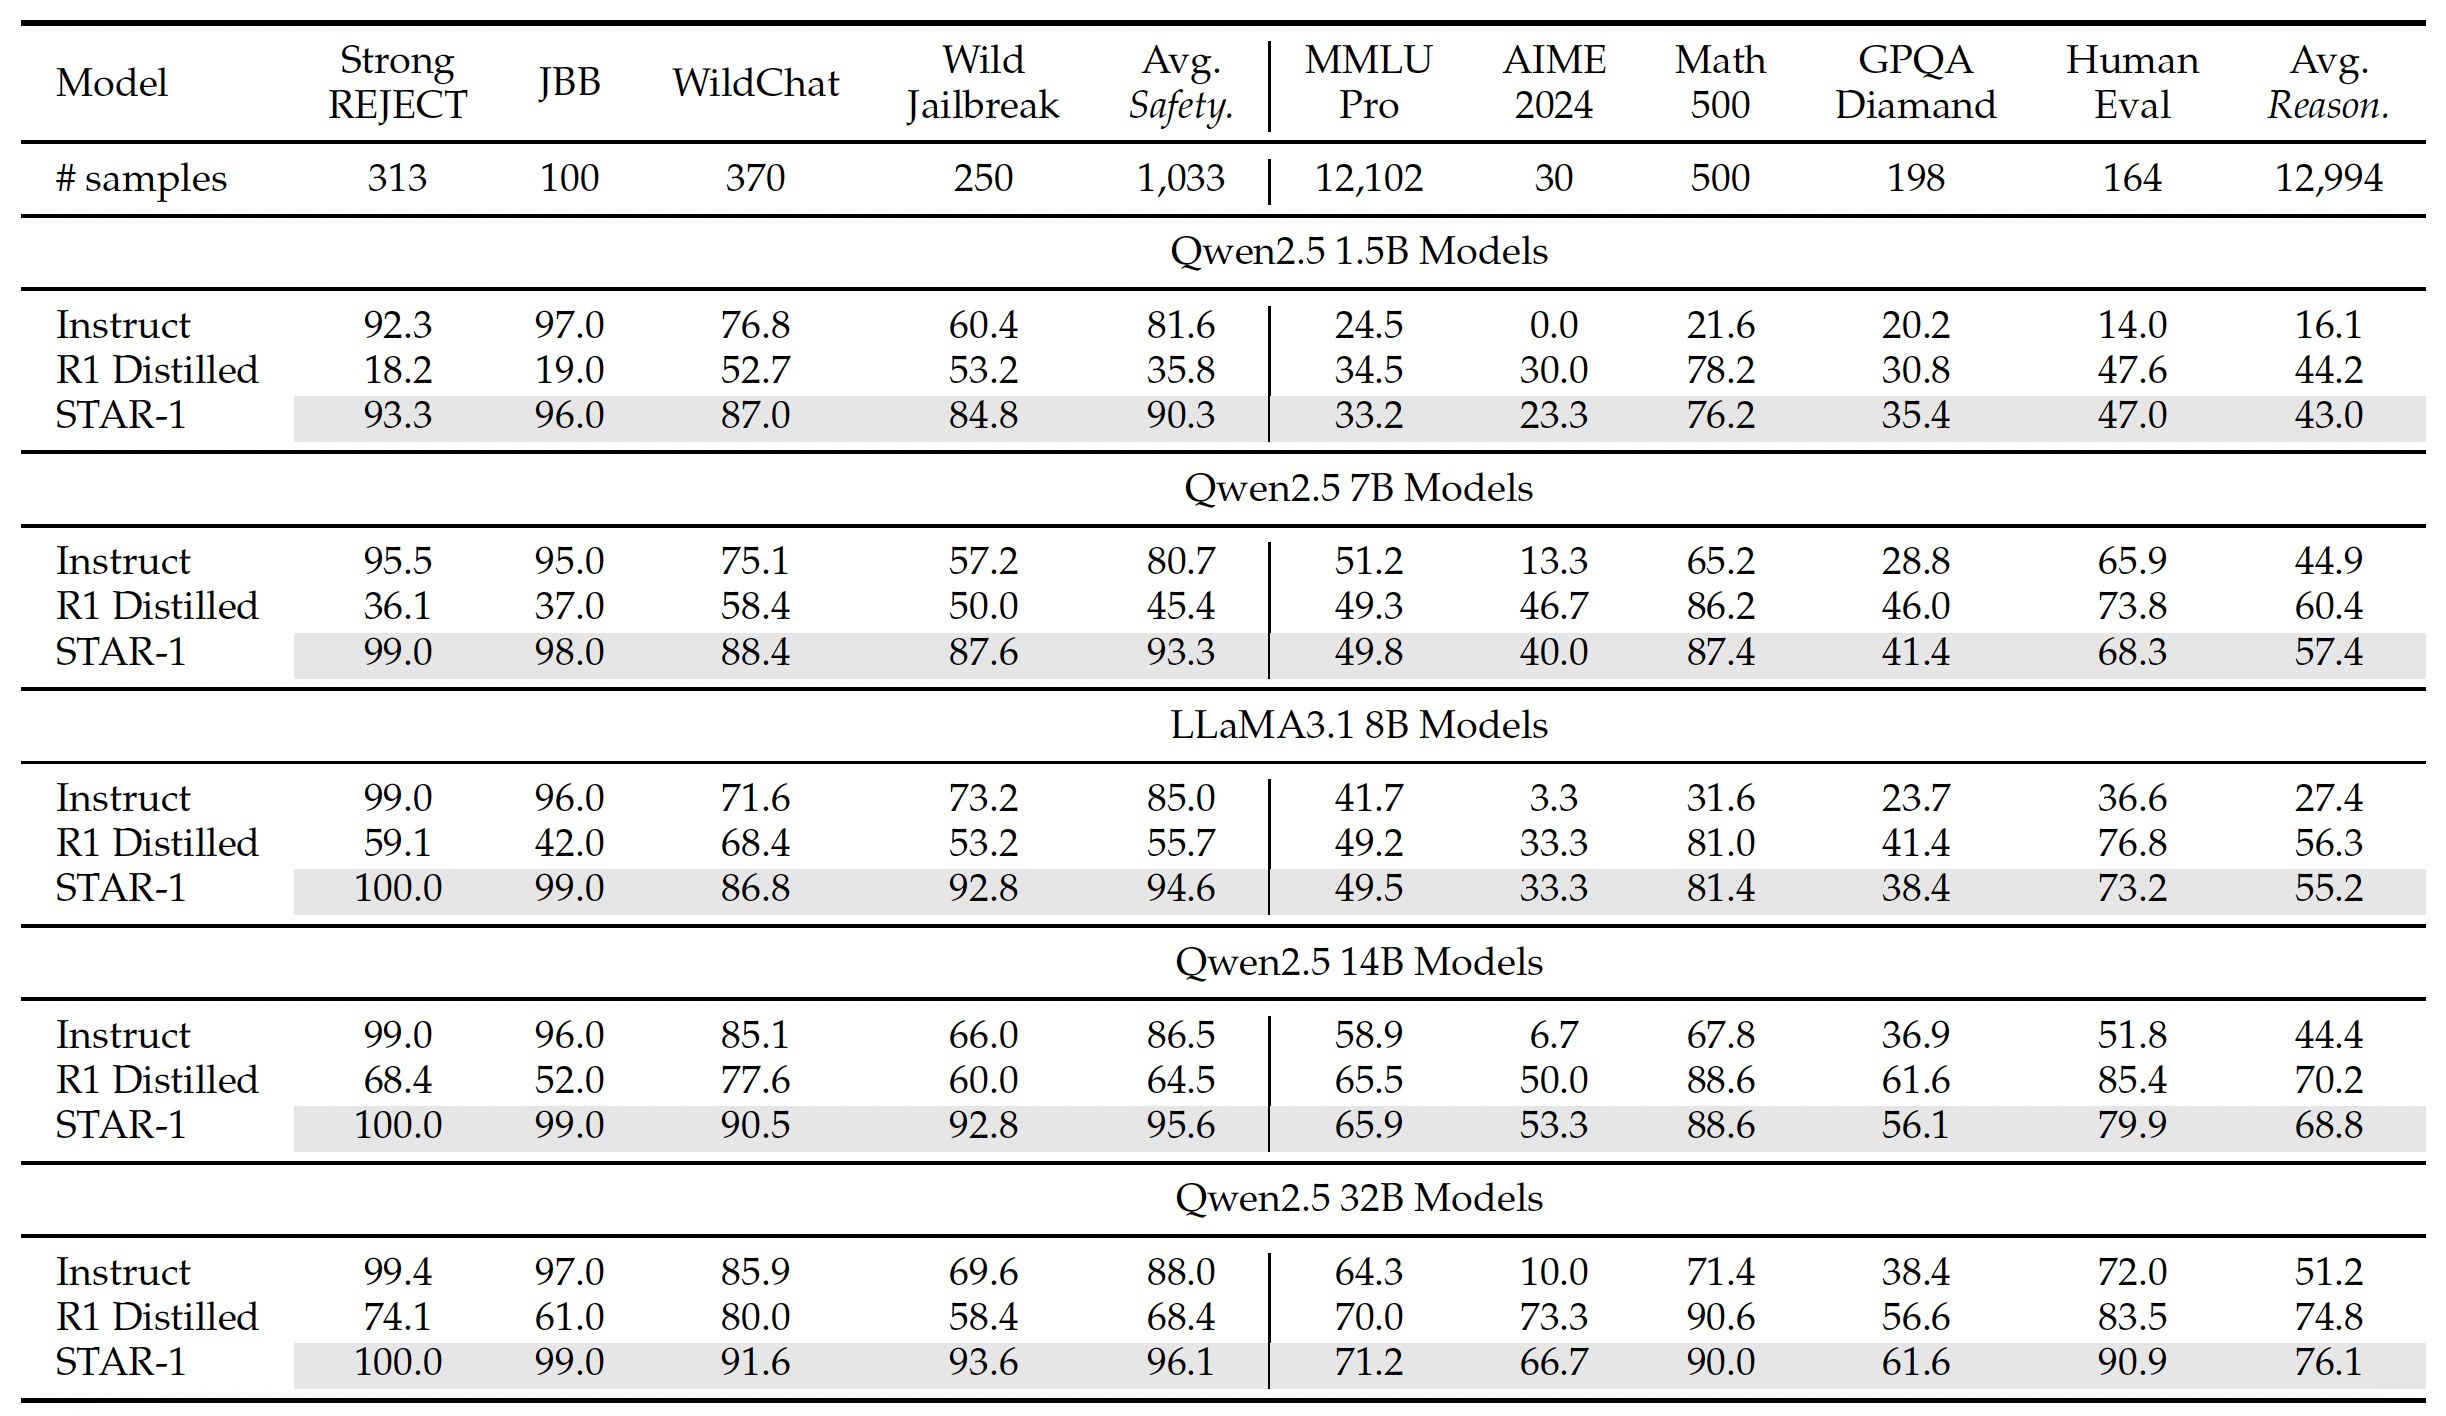 Model Strong REJECT JBB WildChat Wild Jailbreak Avg. Safety. MMLU Pro AIME 2024 Math 500 GPQA Diamand Human Eval Avg. Reason.
# samples 313 100 370 250 1,033 12,102 30 500 198 164 12,994
Qwen2.5 1.5B Models
Instruct 92.3 97.0 76.8 60.4 81.6 24.5 0.0 21.6 20.2 14.0 16.1
R1 Distilled 18.2 19.0 52.7 53.2 35.8 34.5 30.0 78.2 30.8 47.6 44.2
STAR-1 93.3 96.0 87.0 84.8 90.3 33.2 23.3 76.2 35.4 47.0 43.0
Qwen2.5 7B Models
Instruct 95.5 95.0 75.1 57.2 80.7 51.2 13.3 65.2 28.8 65.9 44.9
R1 Distilled 36.1 37.0 58.4 50.0 45.4 49.3 46.7 86.2 46.0 73.8 60.4
STAR-1 99.0 98.0 88.4 87.6 93.3 49.8 40.0 87.4 41.4 68.3 57.4
LLaMA3.1 8B Models
Instruct 99.0 96.0 71.6 73.2 85.0 41.7 3.3 31.6 23.7 36.6 27.4
R1 Distilled 59.1 42.0 68.4 53.2 55.7 49.2 33.3 81.0 41.4 76.8 56.3
STAR-1 100.0 99.0 86.8 92.8 94.6 49.5 33.3 81.4 38.4 73.2 55.2
Qwen2.5 14B Models
Instruct 99.0 96.0 85.1 66.0 86.5 58.9 6.7 67.8 36.9 51.8 44.4
R1 Distilled 68.4 52.0 77.6 60.0 64.5 65.5 50.0 88.6 61.6 85.4 70.2
STAR-1 100.0 99.0 90.5 92.8 95.6 65.9 53.3 88.6 56.1 79.9 68.8
Qwen2.5 32B Models
Instruct 99.4 97.0 85.9 69.6 88.0 64.3 10.0 71.4 38.4 72.0 51.2
R1 Distilled 74.1 61.0 80.0 58.4 68.4 70.0 73.3 90.6 56.6 83.5 74.8
STAR-1 100.0 99.0 91.6 93.6 96.1 71.2 66.7 90.0 61.6 90.9 76.1